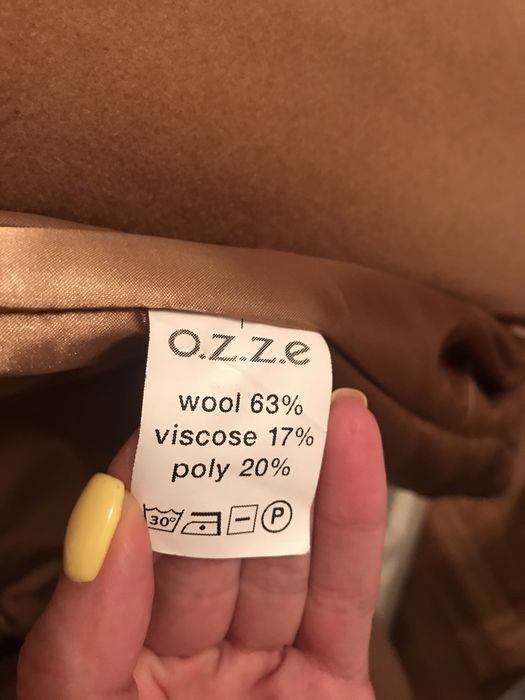 o.z.z.e
wool 63%
viscose 17%
poly 20%
30° P